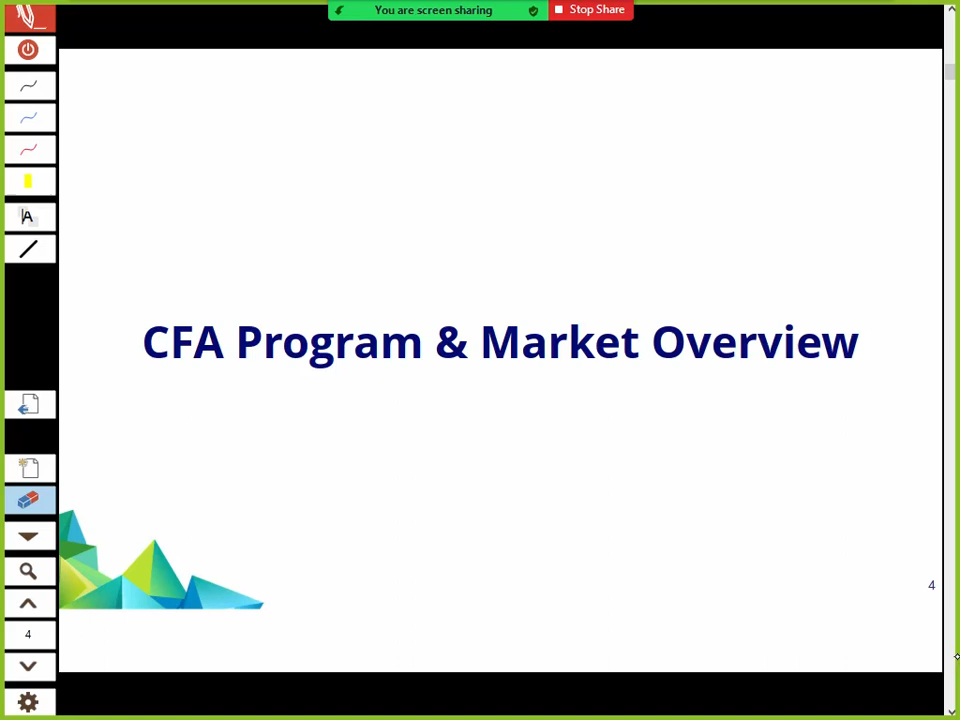 You are screen sharing
Stop Share
A
CFA Program & Market Overview
4
4